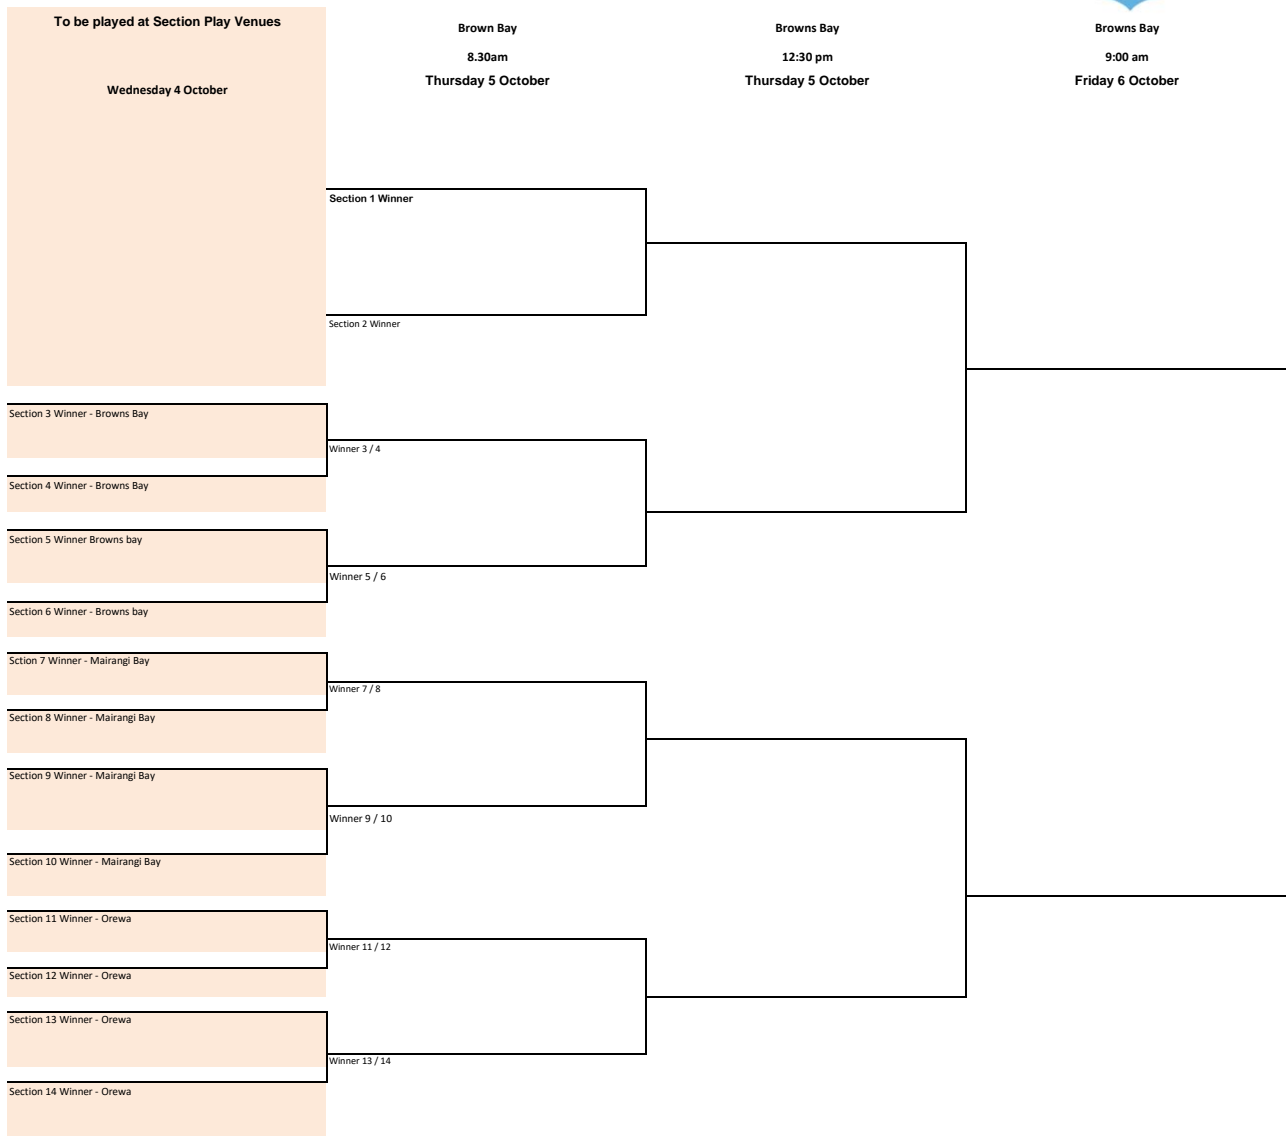 To be played at Section Play Venues
Wednesday 4 October
Brown Bay
8.30am
Thursday 5 October
Browns Bay
12:30 pm
Thursday 5 October
Browns Bay
9:00 am
Friday 6 October
Section 1 Winner
Section 2 Winner
Section 3 Winner - Browns Bay
Winner 3 / 4
Section 4 Winner - Browns Bay
Section 5 Winner Browns bay
Winner 5 / 6
Section 6 Winner - Browns bay
Sction 7 Winner - Mairangi Bay
Winner 7 / 8
Section 8 Winner - Mairangi Bay
Section 9 Winner - Mairangi Bay
Winner 9 / 10
Section 10 Winner - Mairangi Bay
Section 11 Winner - Orewa
Winner 11 / 12
Section 12 Winner - Orewa
Section 13 Winner - Orewa
Winner 13 / 14
Section 14 Winner - Orewa